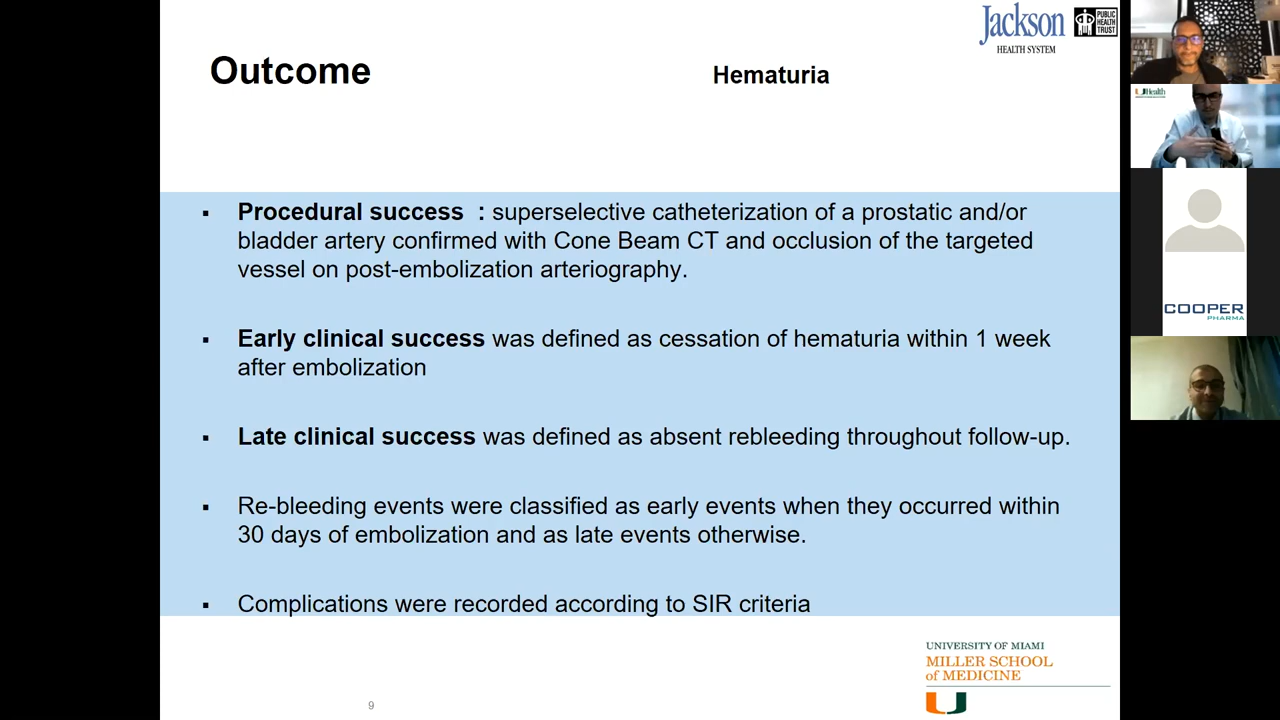 Jackson
HEALTH SYSTEM
PUBLIC
HEALTH
TRUST
Outcome
Hematuria
▪ Procedural success : superselective catheterization of a prostatic and/or
bladder artery confirmed with Cone Beam CT and occlusion of the targeted
vessel on post-embolization arteriography.
▪ Early clinical success was defined as cessation of hematuria within 1 week
after embolization
▪ Late clinical success was defined as absent rebleeding throughout follow-up.
▪ Re-bleeding events were classified as early events when they occurred within
30 days of embolization and as late events otherwise.
▪ Complications were recorded according to SIR criteria
UNIVERSITY OF MIAMI
MILLER SCHOOL
of MEDICINE
9
UHealth
COOPER
PHARMA